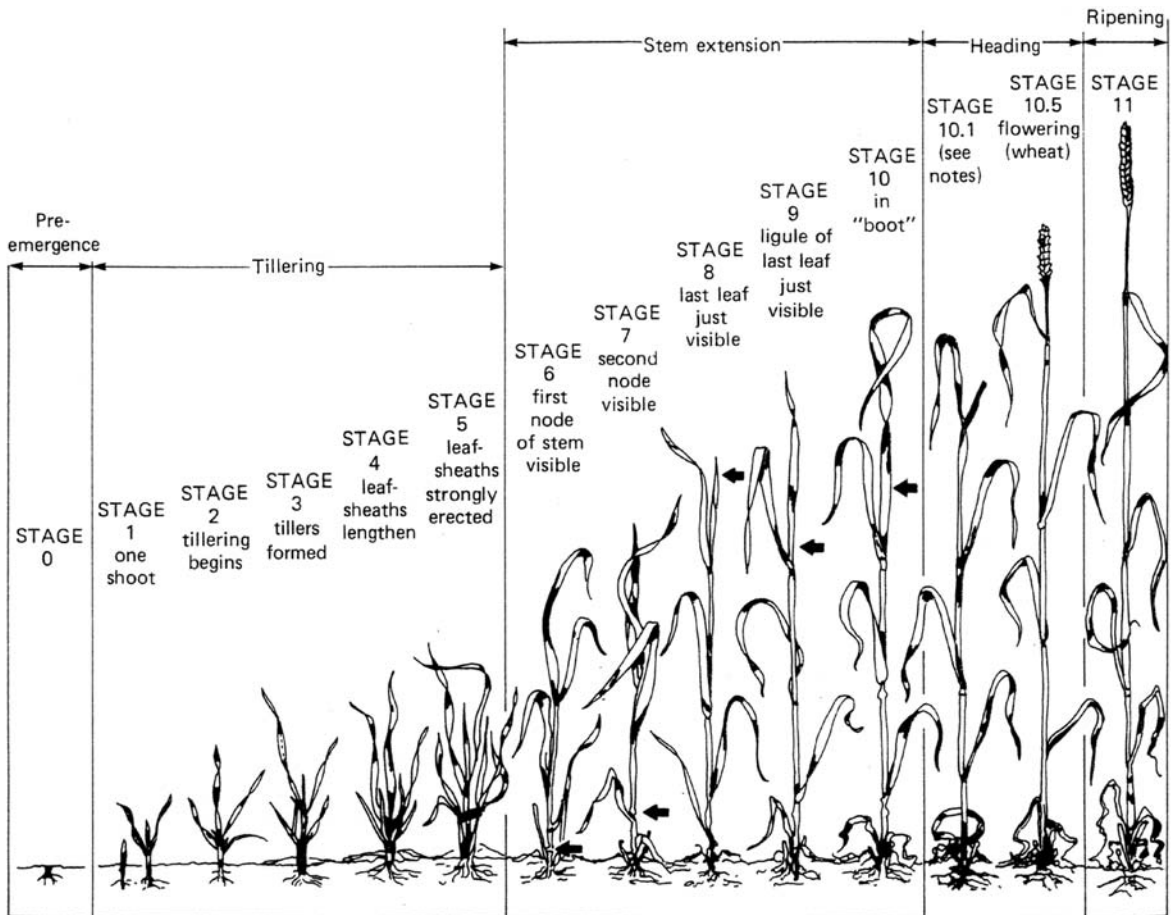 Pre-
emergence
Tillering
Stem extension
Heading
Ripening
STAGE
0
STAGE
1
one
shoot
STAGE
2
tillering
begins
STAGE
3
tillers
formed
STAGE
4
leaf-
sheaths
lengthen
STAGE
5
leaf-
sheaths
strongly
erected
STAGE
6
first
node
of stem
visible
STAGE
7
second
node
visible
STAGE
8
last leaf
just
visible
STAGE
9
ligule of
last leaf
just
visible
STAGE
10
in
"boot"
STAGE
10.1
(see
notes)
STAGE
10.5
flowering
(wheat)
STAGE
11